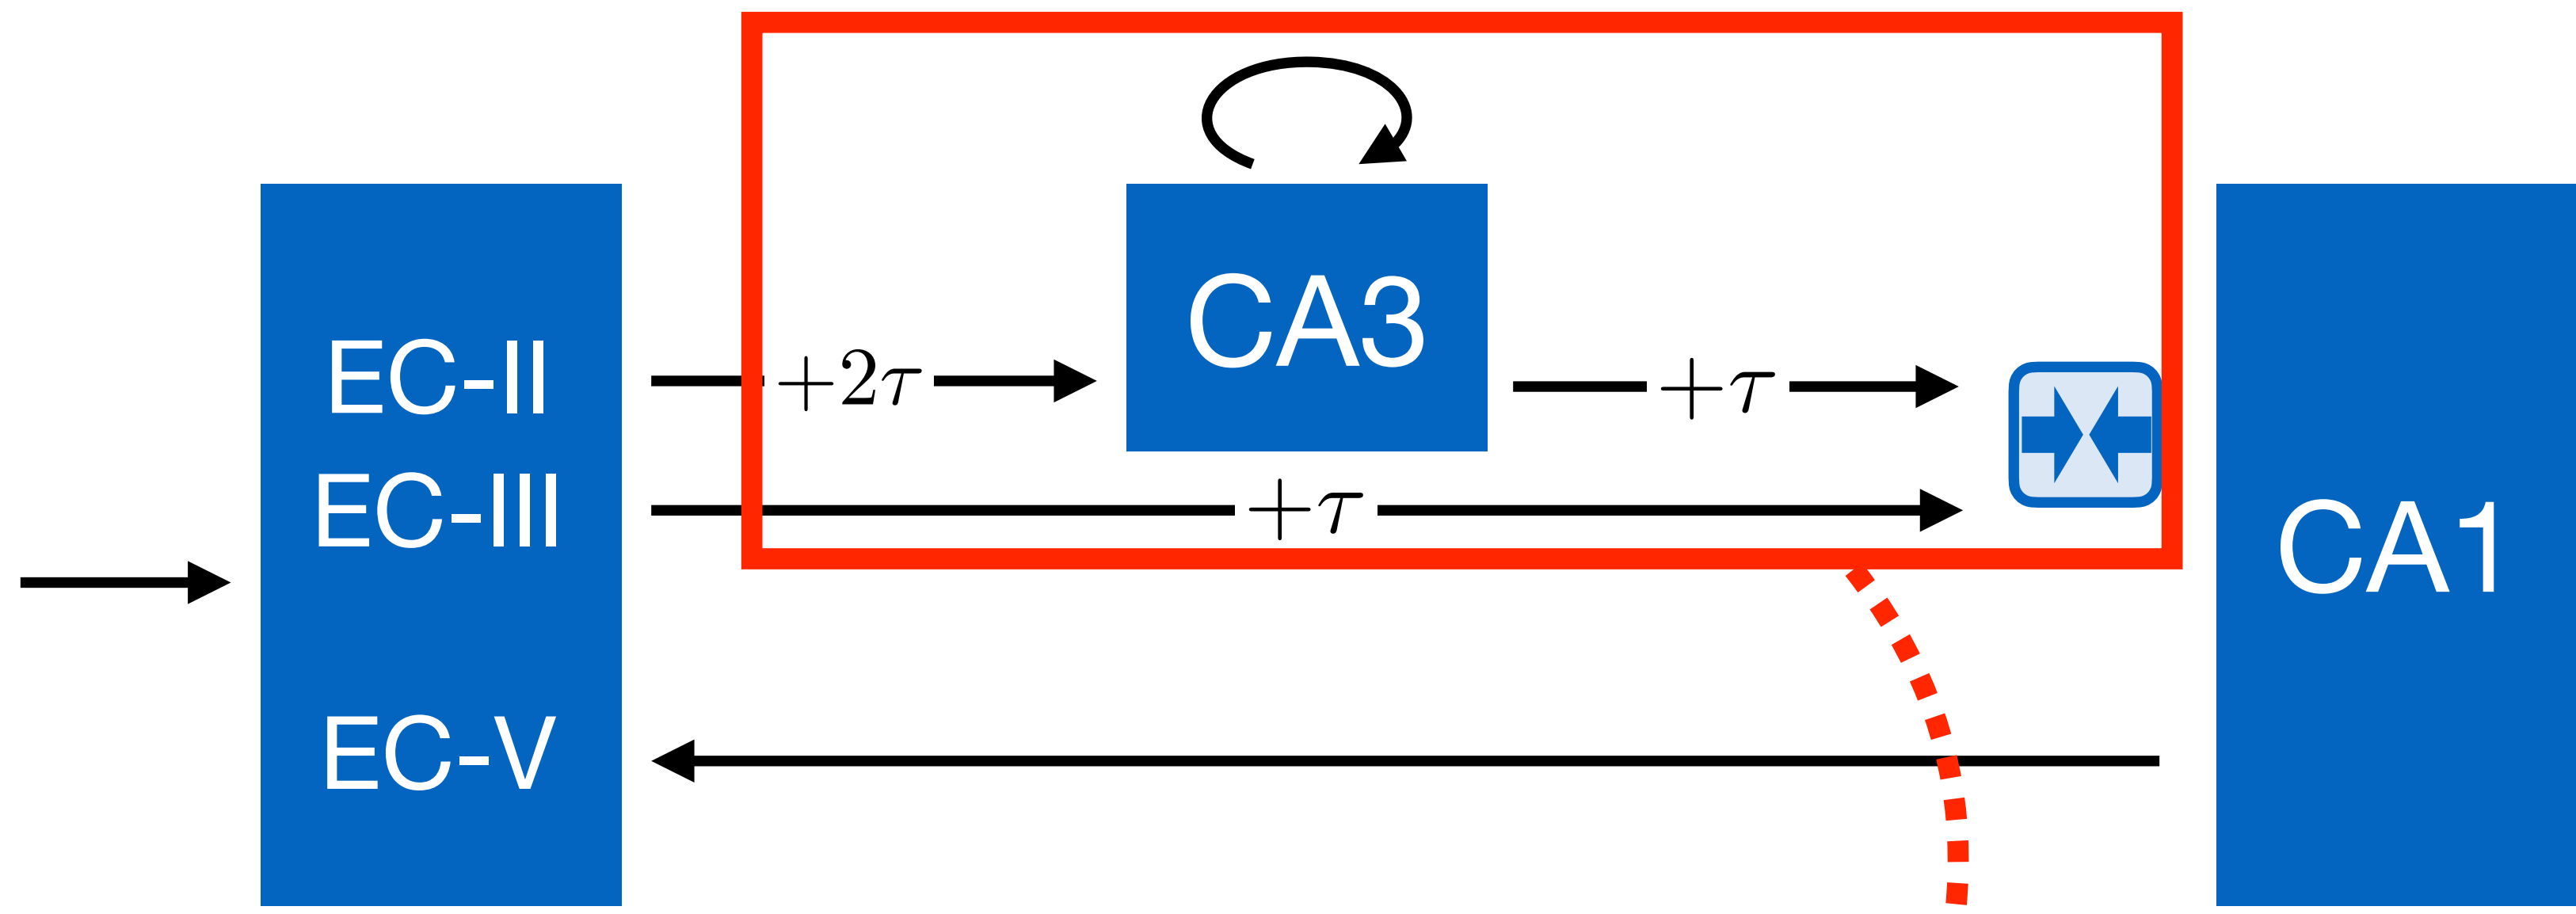 CA3
EC-II
+2τ
+τ
EC-III
+τ
CA1
EC-V